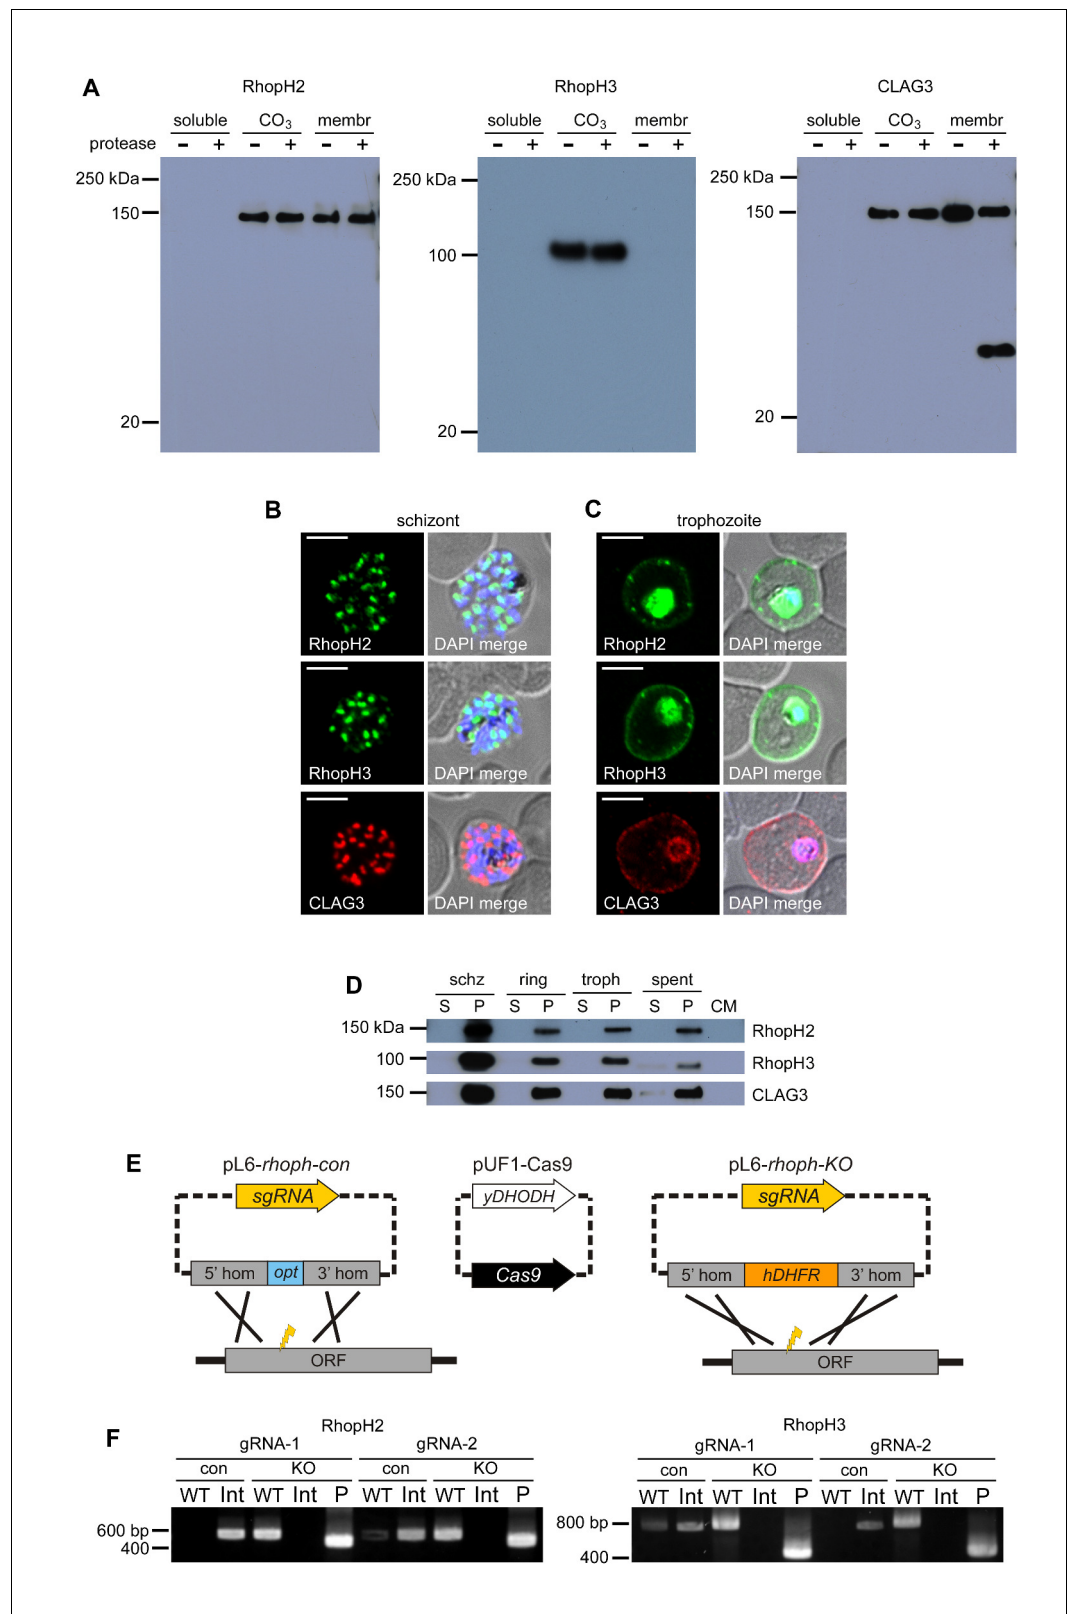 A
RhopH2
RhopH3
CLAG3
soluble CO3 membr
soluble CO3 membr
soluble CO3 membr
protease - + - + - +
- + - + - +
- + - + - +
250 kDa
150
20
250 kDa
100
20
250 kDa
150
20
B
schizont
C
trophozoite
RhopH2
DAPI merge
RhopH2
DAPI merge
RhopH3
DAPI merge
RhopH3
DAPI merge
CLAG3
DAPI merge
CLAG3
DAPI merge
D
schz ring troph spent
S P S P S P S P CM
150 kDa RhopH2
100 RhopH3
150 CLAG3
E
pL6-rhoph-con
pUF1-Cas9
pL6-rhoph-KO
sgRNA
yDHODH
sgRNA
5' hom opt 3' hom
Cas9
5' hom hDHFR 3' hom
ORF
ORF
F
RhopH2
gRNA-1 gRNA-2
con KO con KO
WT Int WT Int P WT Int WT Int P
600 bp
400
RhopH3
gRNA-1 gRNA-2
con KO con KO
WT Int WT Int P WT Int WT Int P
800 bp
400